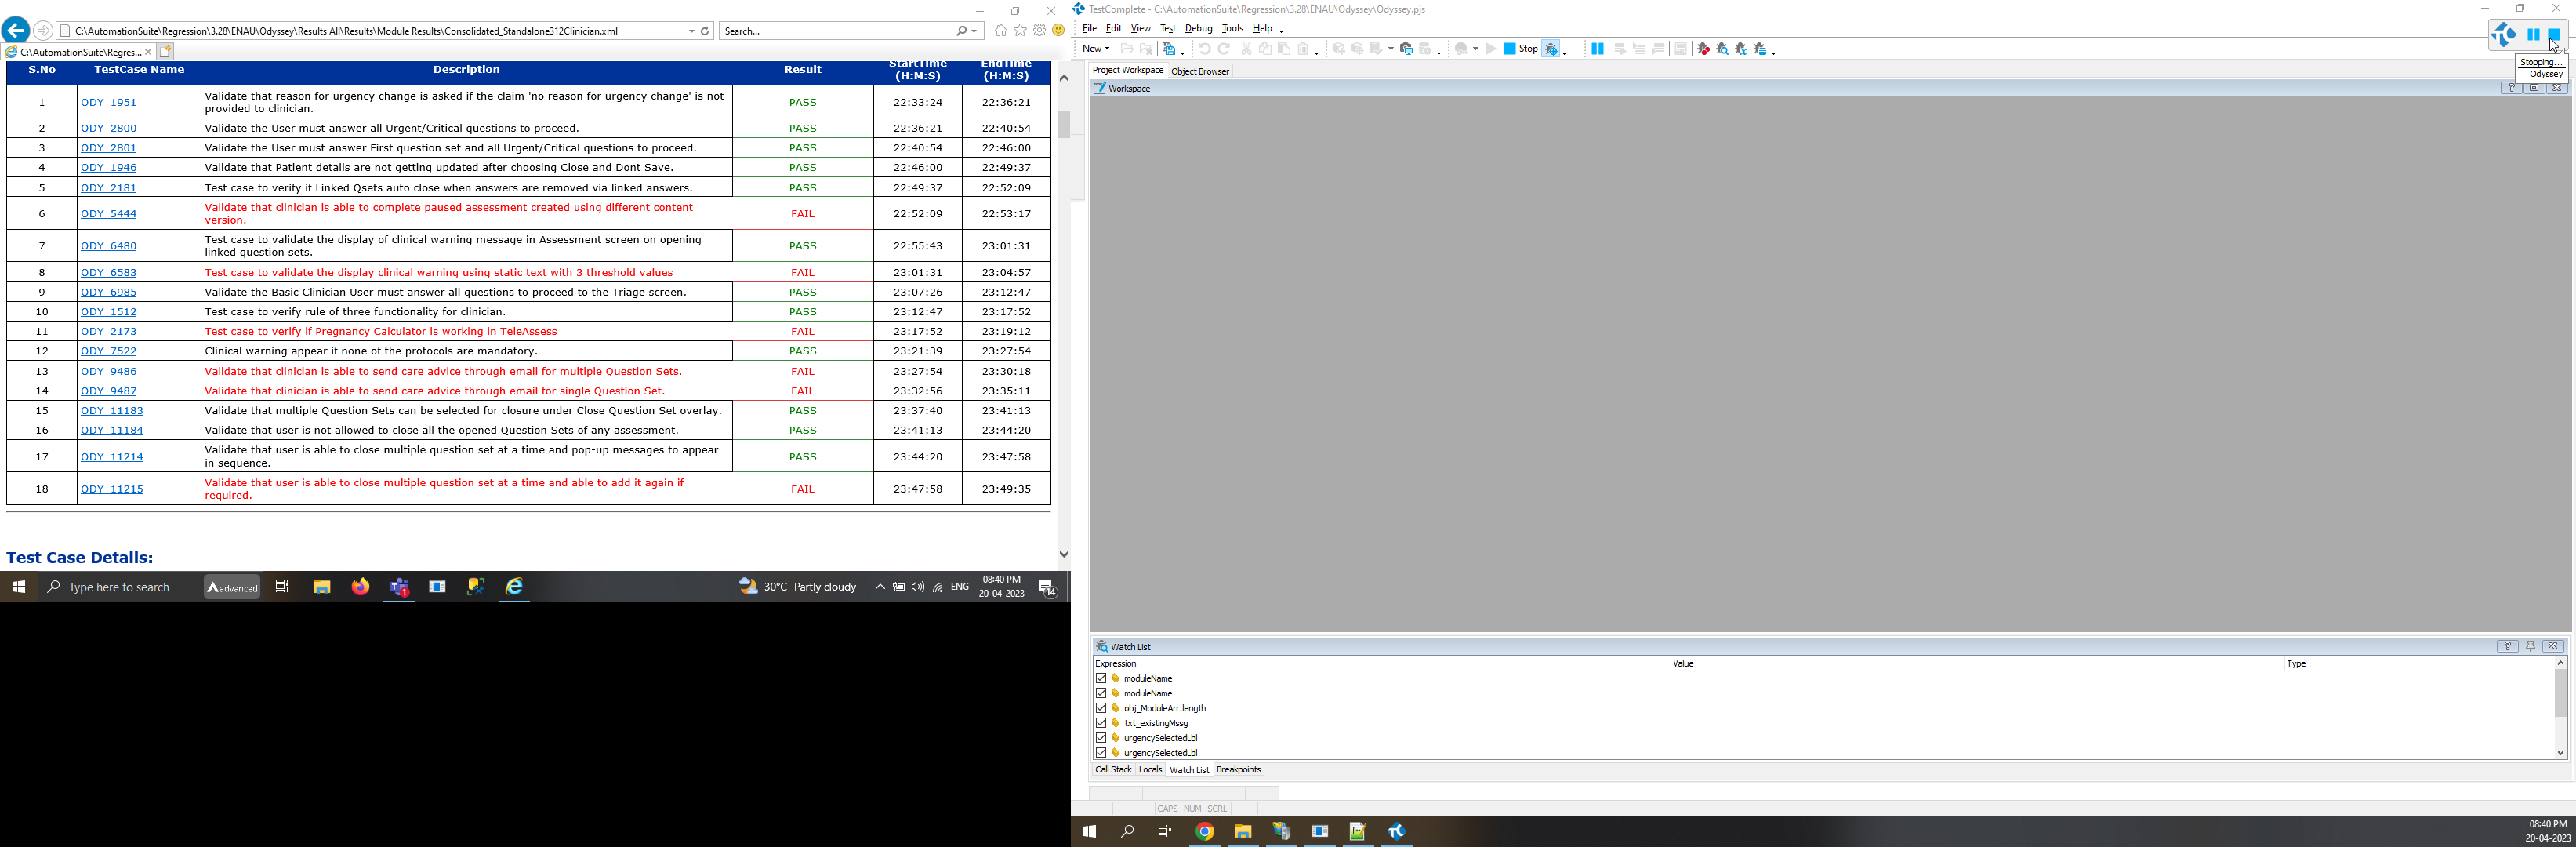 C:\AutomationSuite\Regression\3.28\ENAU\Odyssey\Results All\Results\Module Results\Consolidated_Standalone312Clinician.xml
Search...
C:\AutomationSuite\Regres...
S.No TestCase Name Description Result StartTime (H:M:S) EndTime (H:M:S)
1 ODY_1951 Validate that reason for urgency change is asked if the claim 'no reason for urgency change' is not PASS 22:33:24 22:36:21
provided to clinician.
2 ODY_2800 Validate the User must answer all Urgent/Critical questions to proceed. PASS 22:36:21 22:40:54
3 ODY_2801 Validate the User must answer First question set and all Urgent/Critical questions to proceed. PASS 22:40:54 22:46:00
4 ODY_1946 Validate that Patient details are not getting updated after choosing Close and Dont Save. PASS 22:46:00 22:49:37
5 ODY_2181 Test case to verify if Linked Qsets auto close when answers are removed via linked answers. PASS 22:49:37 22:52:09
6 ODY_5444 Validate that clinician is able to complete paused assessment created using different content FAIL 22:52:09 22:53:17
version.
7 ODY_6480 Test case to validate the display of clinical warning message in Assessment screen on opening PASS 22:55:43 23:01:31
linked question sets.
8 ODY_6583 Test case to validate the display clinical warning using static text with 3 threshold values FAIL 23:01:31 23:04:57
9 ODY_6985 Validate the Basic Clinician User must answer all questions to proceed to the Triage screen. PASS 23:07:26 23:12:47
10 ODY_1512 Test case to verify rule of three functionality for clinician. PASS 23:12:47 23:17:52
11 ODY_2173 Test case to verify if Pregnancy Calculator is working in TeleAssess FAIL 23:17:52 23:19:12
12 ODY_7522 Clinical warning appear if none of the protocols are mandatory. PASS 23:21:39 23:27:54
13 ODY_9486 Validate that clinician is able to send care advice through email for multiple Question Sets. FAIL 23:27:54 23:30:18
14 ODY_9487 Validate that clinician is able to send care advice through email for single Question Set. FAIL 23:32:56 23:35:11
15 ODY_11183 Validate that multiple Question Sets can be selected for closure under Close Question Set overlay. PASS 23:37:40 23:41:13
16 ODY_11184 Validate that user is not allowed to close all the opened Question Sets of any assessment. PASS 23:41:13 23:44:20
17 ODY_11214 Validate that user is able to close multiple question set at a time and pop-up messages to appear PASS 23:44:20 23:47:58
in sequence.
18 ODY_11215 Validate that user is able to close multiple question set at a time and able to add it again if FAIL 23:47:58 23:49:35
required.
Test Case Details:
Type here to search
advanced
1
30°C Partly cloudy
ENG
08:40 PM
20-04-2023
14
TestComplete - C:\AutomationSuite\Regression\3.28\ENAU\Odyssey\Odyssey.pjs
File Edit View Test Debug Tools Help
New
Stop
Stopping...
Odyssey
Project Workspace Object Browser
Workspace
Watch List
Expression Value Type
moduleName
moduleName
obj_ModuleArr.length
txt_existingMssg
urgencySelectedLbl
urgencySelectedLbl
Call Stack Locals Watch List Breakpoints
CAPS NUM SCRL
08:40 PM
20-04-2023